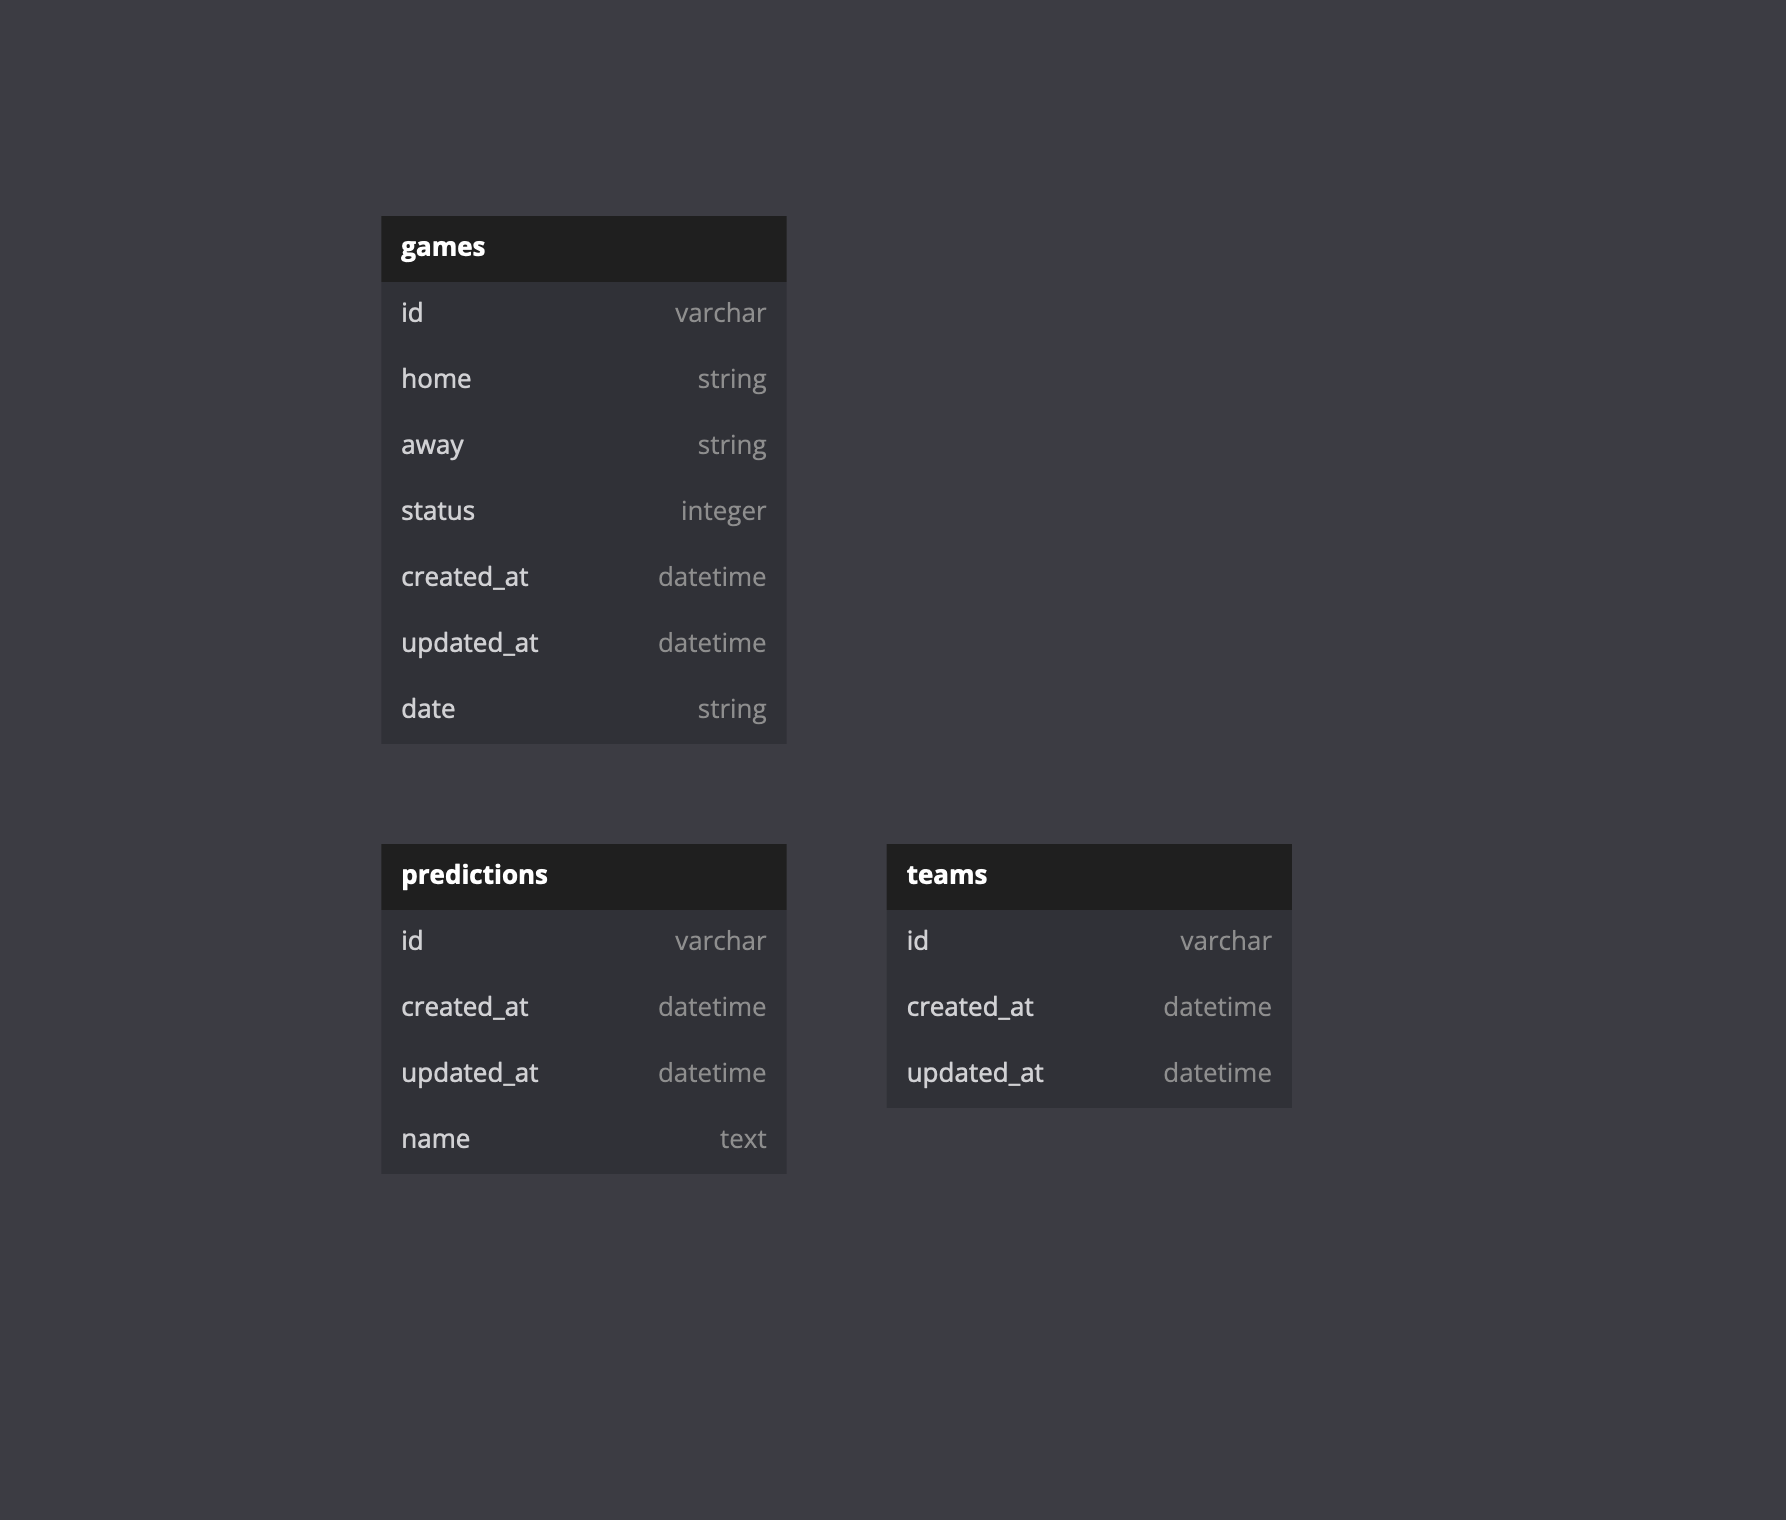 games
id varchar
home string
away string
status integer
created_at datetime
updated_at datetime
date string
predictions
id varchar
created_at datetime
updated_at datetime
name text
teams
id varchar
created_at datetime
updated_at datetime